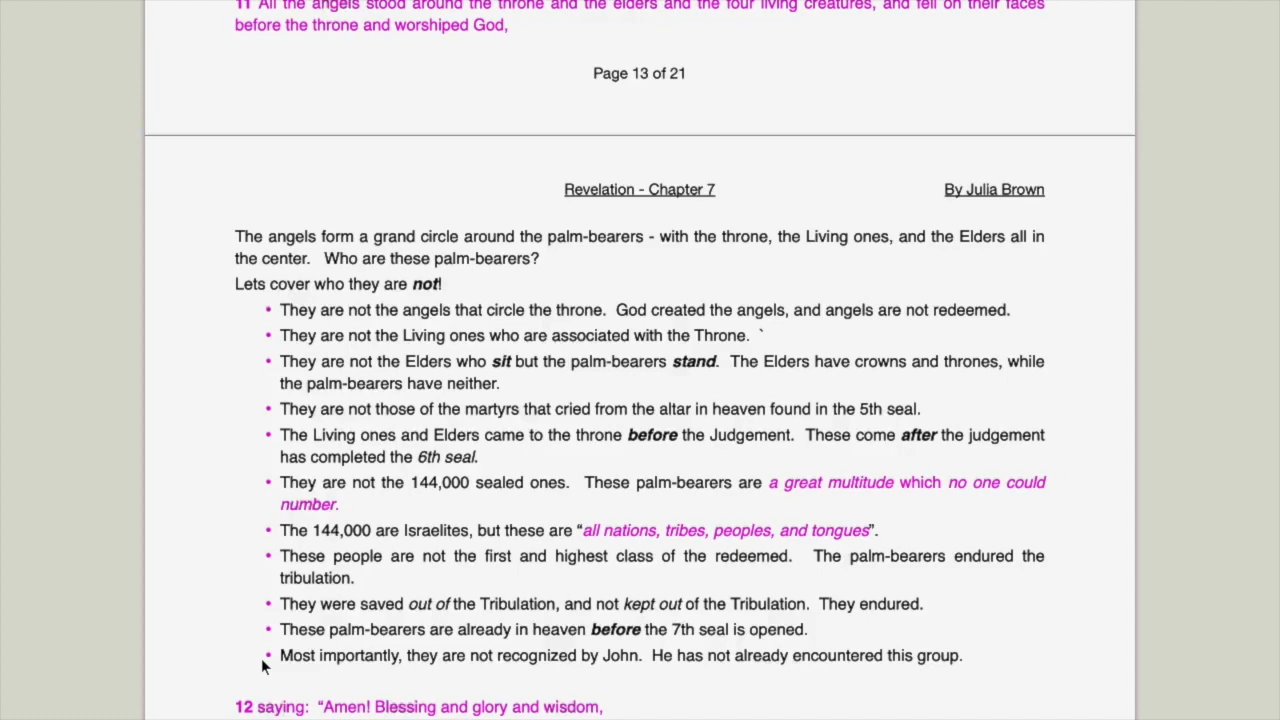 11 All the angels stood around the throne and the elders and the four living creatures, and fell on their faces
before the throne and worshiped God,
Page 13 of 21
Revelation - Chapter 7 By Julia Brown
The angels form a grand circle around the palm-bearers - with the throne, the Living ones, and the Elders all in
the center. Who are these palm-bearers?
Lets cover who they are not!
• They are not the angels that circle the throne. God created the angels, and angels are not redeemed.
• They are not the Living ones who are associated with the Throne. `
• They are not the Elders who sit but the palm-bearers stand. The Elders have crowns and thrones, while
the palm-bearers have neither.
• They are not those of the martyrs that cried from the altar in heaven found in the 5th seal.
• The Living ones and Elders came to the throne before the Judgement. These come after the judgement
has completed the 6th seal.
• They are not the 144,000 sealed ones. These palm-bearers are a great multitude which no one could
number.
• The 144,000 are Israelites, but these are “all nations, tribes, peoples, and tongues”.
• These people are not the first and highest class of the redeemed. The palm-bearers endured the
tribulation.
• They were saved out of the Tribulation, and not kept out of the Tribulation. They endured.
• These palm-bearers are already in heaven before the 7th seal is opened.
• Most importantly, they are not recognized by John. He has not already encountered this group.
12 saying: “Amen! Blessing and glory and wisdom,